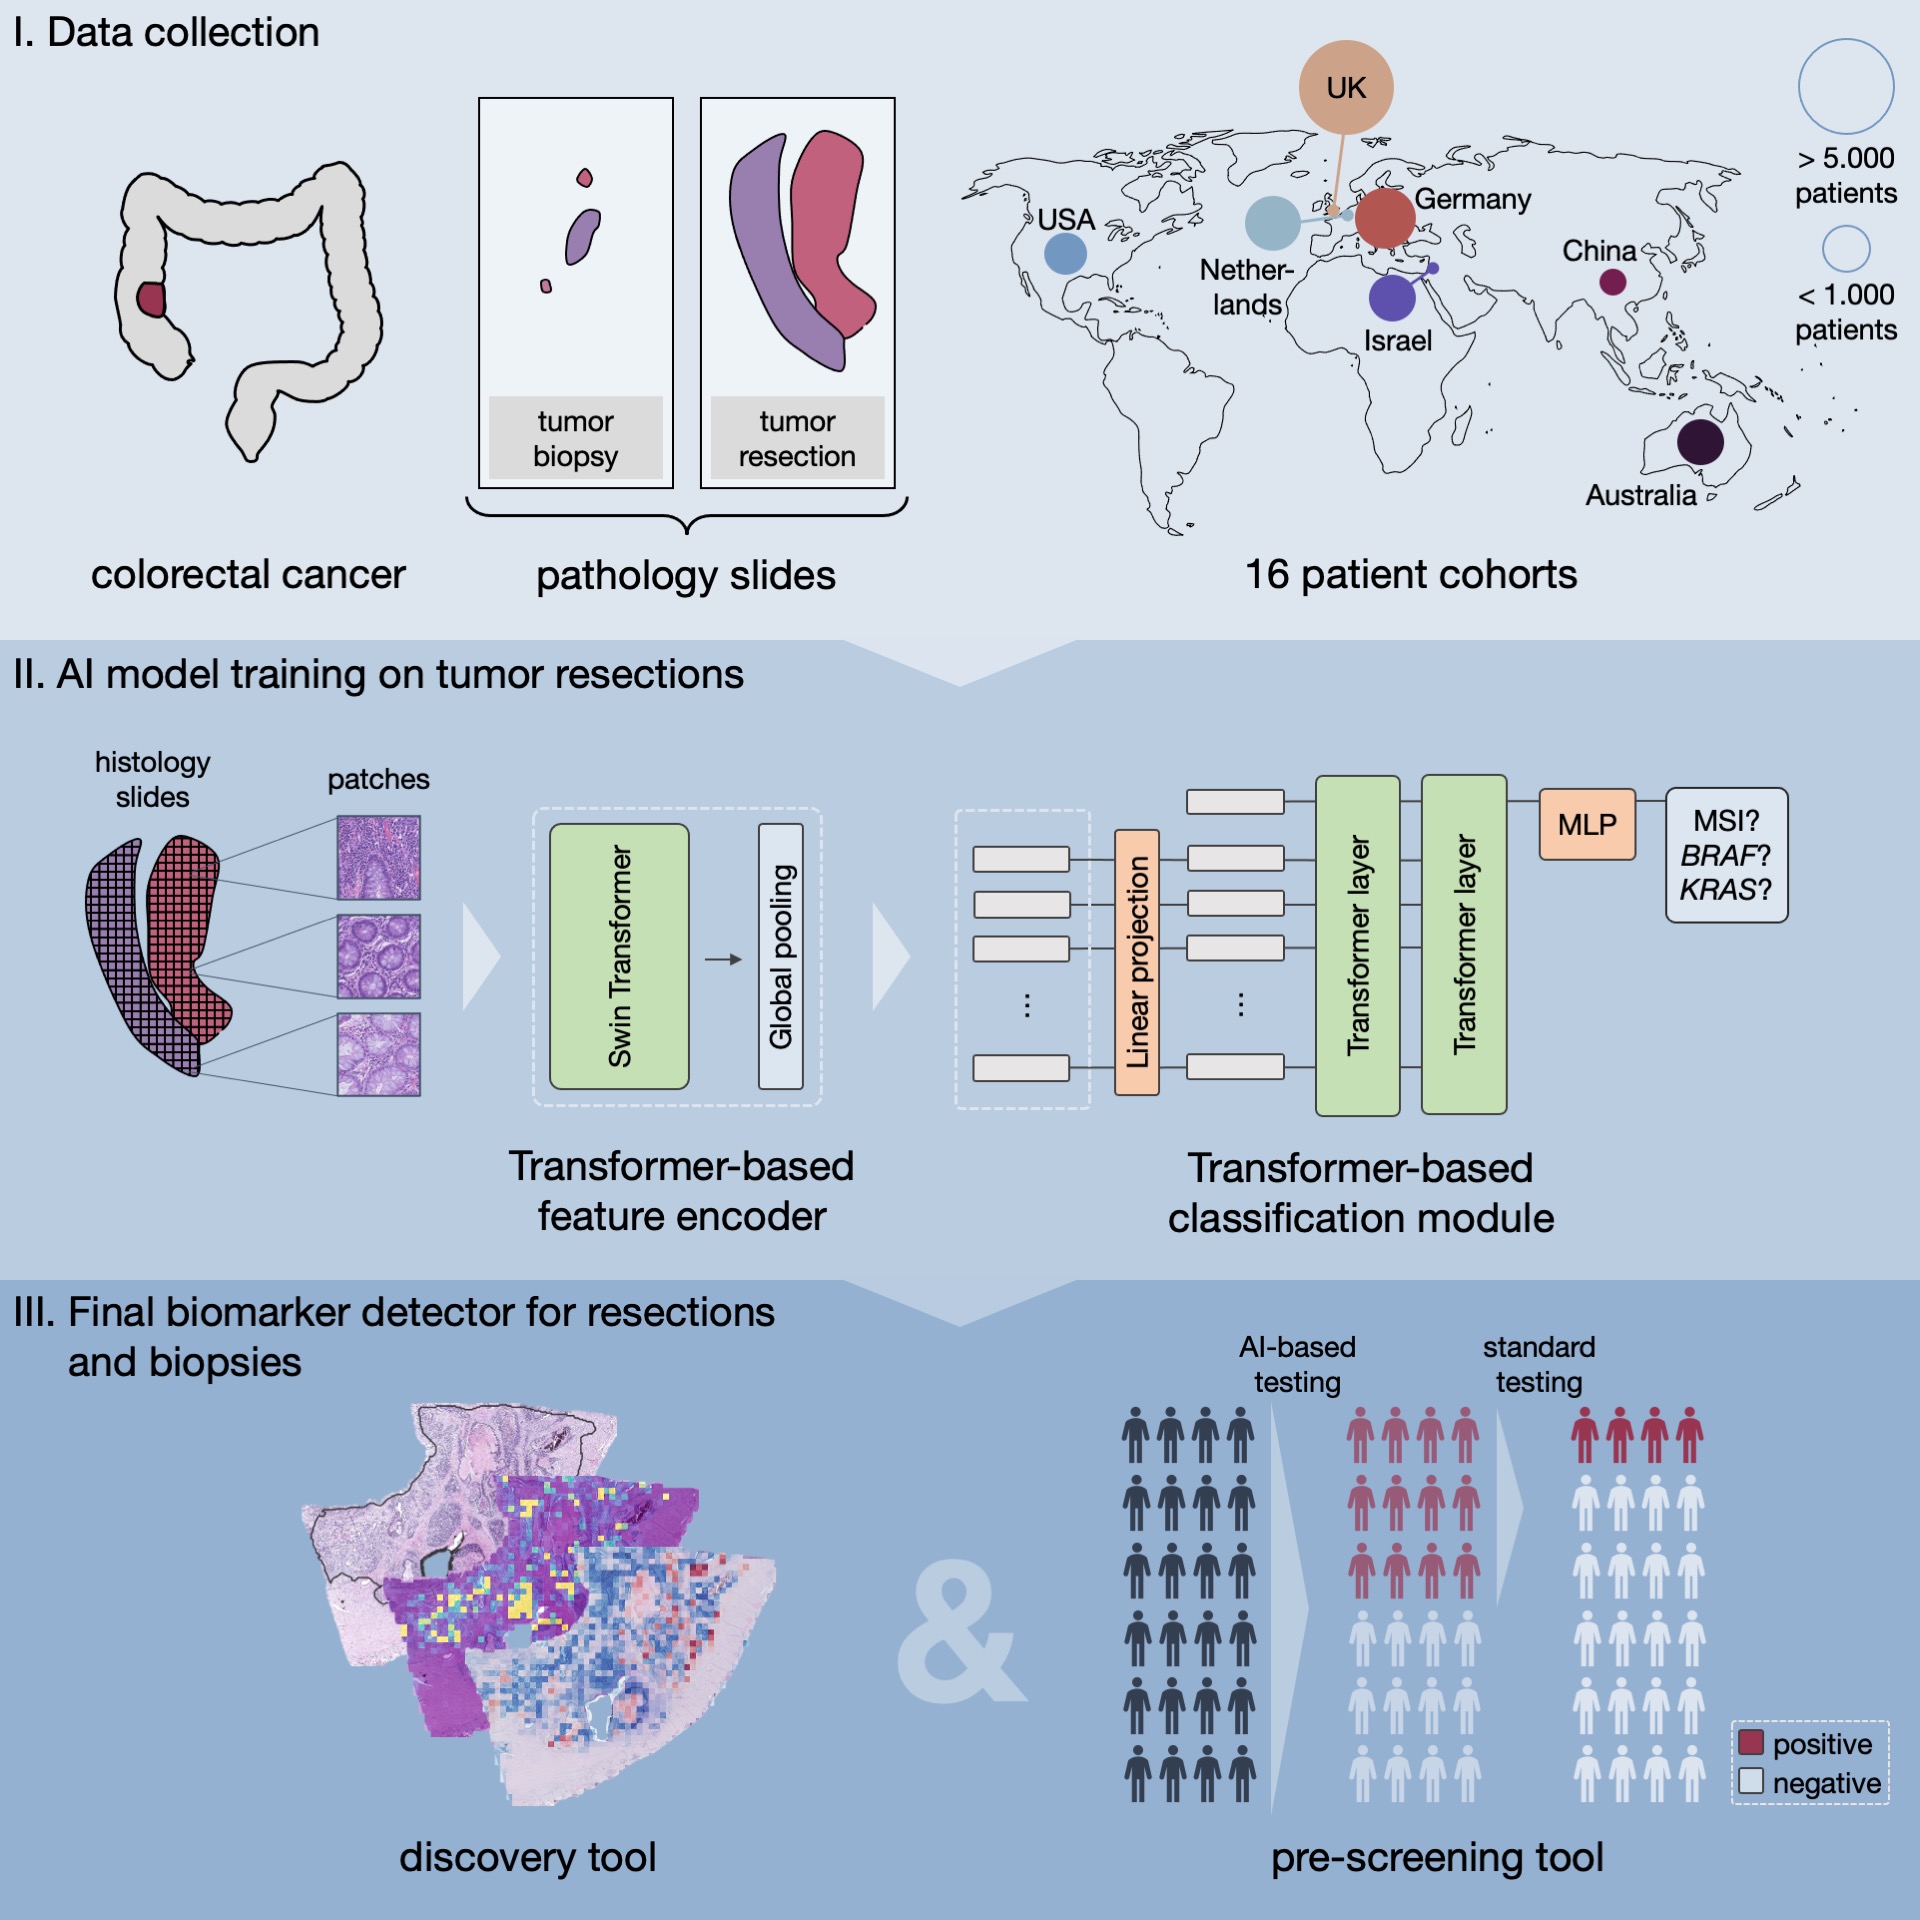 I. Data collection
UK
> 5.000
patients
< 1.000
patients
USA
Germany
Nether-
lands
Israel
China
Australia
tumor
biopsy
tumor
resection
colorectal cancer
pathology slides
16 patient cohorts
II. AI model training on tumor resections
histology
slides
patches
Swin Transformer
Global pooling
...
Linear projection
...
Transformer layer
Transformer layer
MLP
MSI?
BRAF?
KRAS?
Transformer-based
feature encoder
Transformer-based
classification module
III. Final biomarker detector for resections
and biopsies
AI-based
testing
standard
testing
&
positive
negative
discovery tool
pre-screening tool